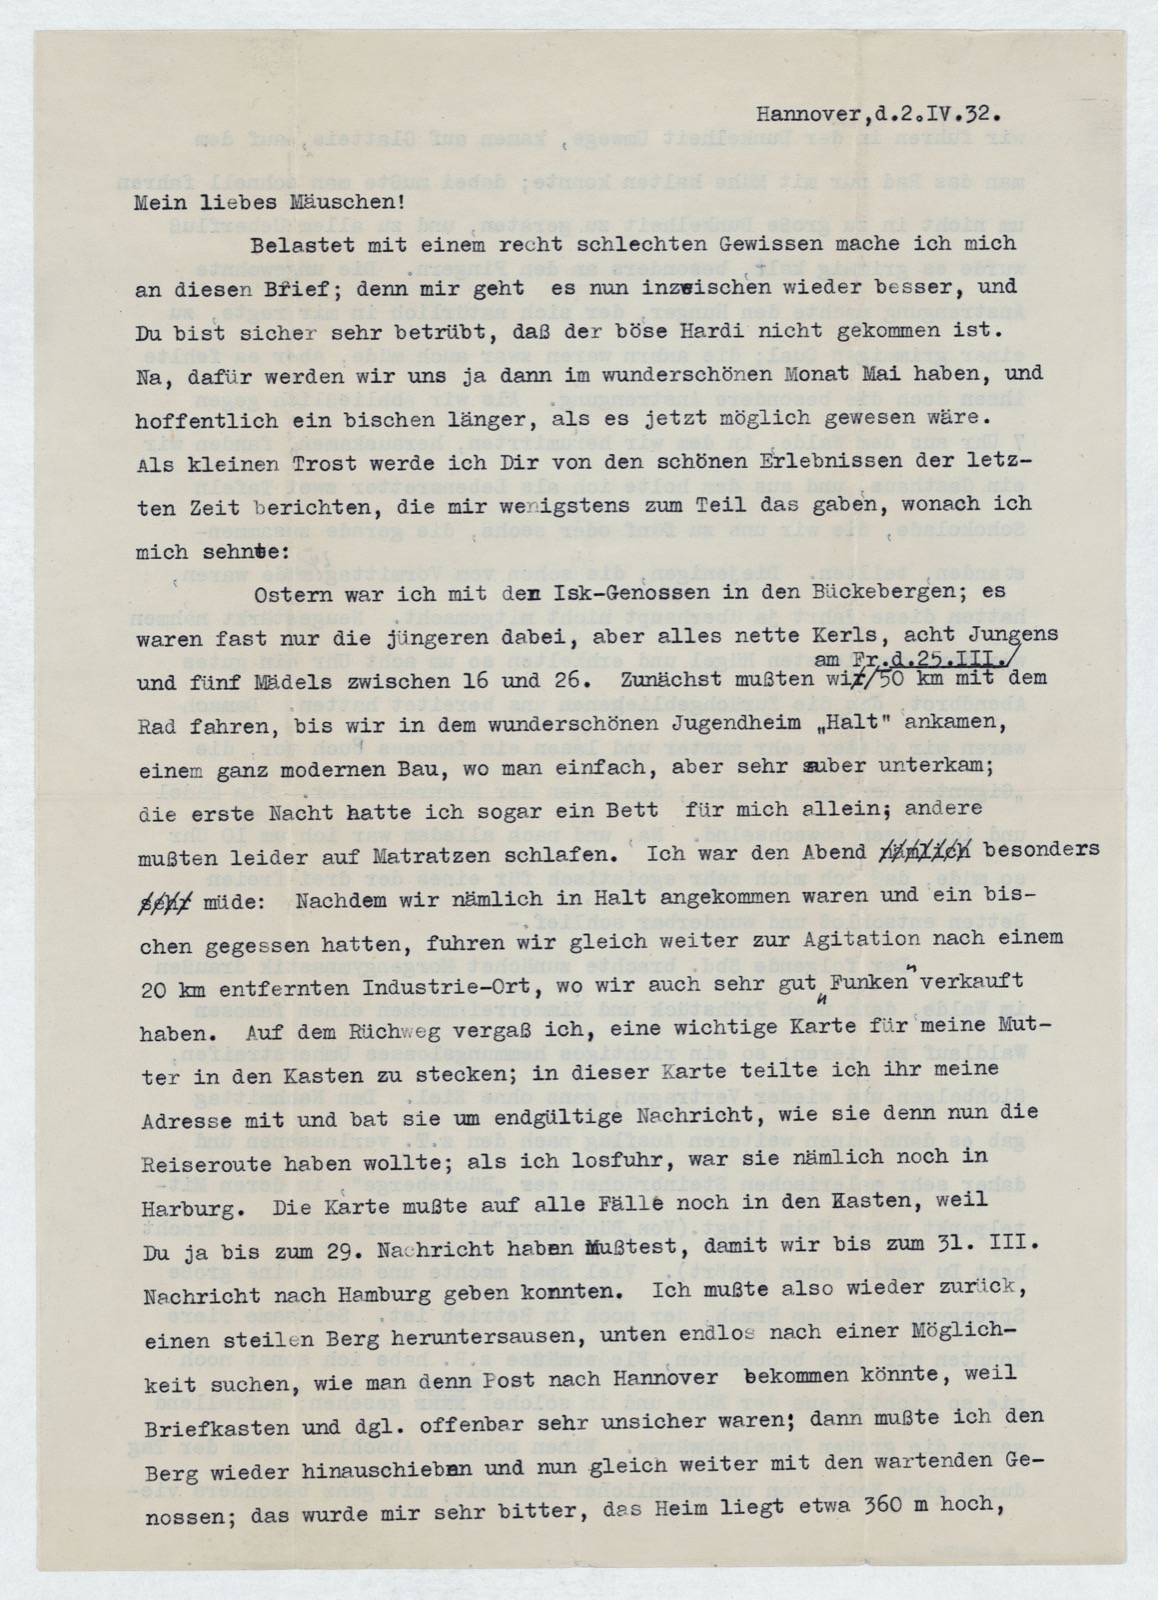 Hannover,d.2.IV.32.
Mein liebes Mäuschen!
Belastet mit einem recht schlechten Gewissen mache ich mich
an diesen Brief; denn mir geht es nun inzwischen wieder besser, und
Du bist sicher sehr betrübt, daß der böse Hardi nicht gekommen ist.
Na, dafür werden wir uns ja dann im wunderschönen Monat Mai haben, und
hoffentlich ein bischen länger, als es jetzt möglich gewesen wäre.
Als kleinen Trost werde ich Dir von den schönen Erlebnissen der letz-
ten Zeit berichten, die mir wenigstens zum Teil das gaben, wonach ich
mich sehnte:
Ostern war ich mit den Isk-Genossen in den Bückebergen; es
waren fast nur die jüngeren dabei, aber alles nette Kerls, acht Jungens
am Fr.d.25.III./
und fünf Mädels zwischen 16 und 26. Zunächst mußten wir/50 km mit dem
Rad fahren, bis wir in dem wunderschönen Jugendheim „Halt" ankamen,
einem ganz modernen Bau, wo man einfach, aber sehr sauber unterkam;
die erste Nacht hatte ich sogar ein Bett für mich allein; andere
mußten leider auf Matratzen schlafen. Ich war den Abend nämlich besonders
sehr müde: Nachdem wir nämlich in Halt angekommen waren und ein bis-
chen gegessen hatten, fuhren wir gleich weiter zur Agitation nach einem
20 km entfernten Industrie-Ort, wo wir auch sehr gut „Funken" verkauft
haben. Auf dem Rüchweg vergaß ich, eine wichtige Karte für meine Mut-
ter in den Kasten zu stecken; in dieser Karte teilte ich ihr meine
Adresse mit und bat sie um endgültige Nachricht, wie sie denn nun die
Reiseroute haben wollte; als ich losfuhr, war sie nämlich noch in
Harburg. Die Karte mußte auf alle Fälle noch in den Kasten, weil
Du ja bis zum 29. Nachricht haben mußtest, damit wir bis zum 31. III.
Nachricht nach Hamburg geben konnten. Ich mußte also wieder zurück,
einen steilen Berg heruntersausen, unten endlos nach einer Möglich-
keit suchen, wie man denn Post nach Hannover bekommen könnte, weil
Briefkasten und dgl. offenbar sehr unsicher waren; dann mußte ich den
Berg wieder hinauschieben und nun gleich weiter mit den wartenden Ge-
nossen; das wurde mir sehr bitter, das Heim liegt etwa 360 m hoch,